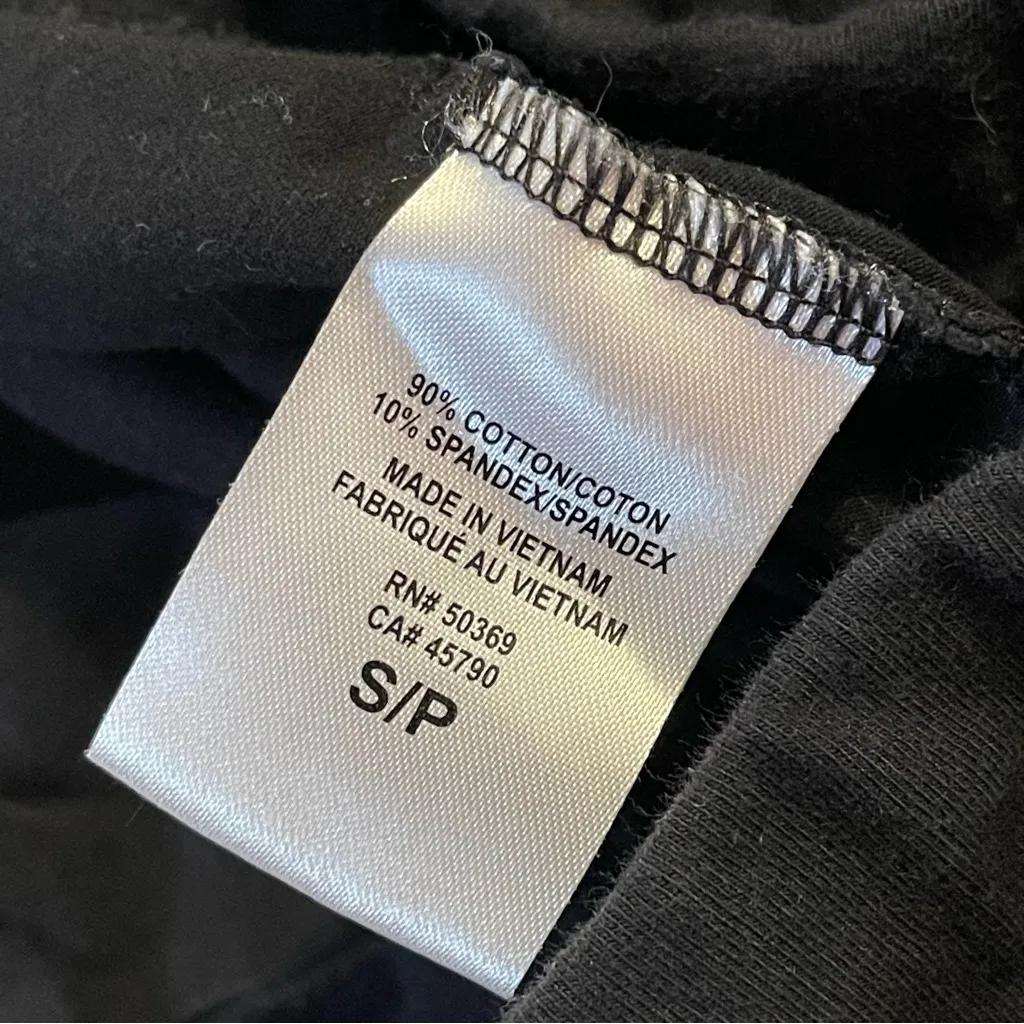 90% COTTON/COTON
10% SPANDEX/SPANDEX
MADE IN VIETNAM
FABRIQUÉ AU VIETNAM
RN# 50369
CA# 45790
S/P